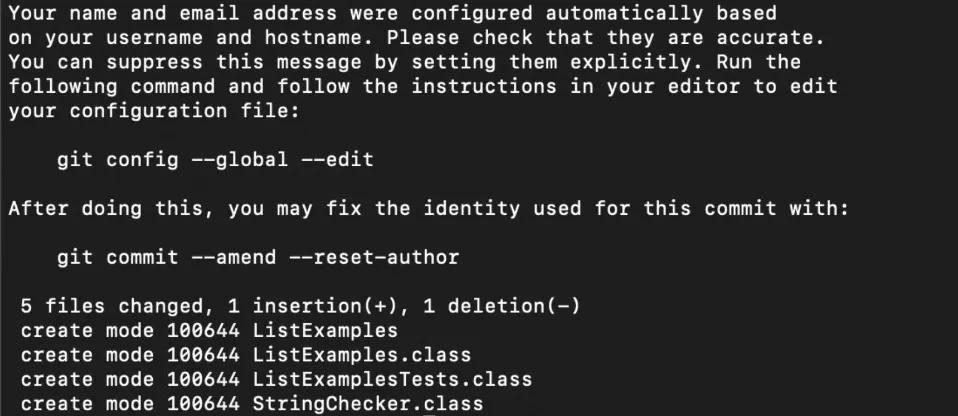 Your name and email address were configured automatically based
on your username and hostname. Please check that they are accurate.
You can suppress this message by setting them explicitly. Run the
following command and follow the instructions in your editor to edit
your configuration file:
git config --global --edit
After doing this, you may fix the identity used for this commit with:
git commit --amend --reset-author
5 files changed, 1 insertion(+), 1 deletion(-)
create mode 100644 ListExamples
create mode 100644 ListExamples.class
create mode 100644 ListExamplesTests.class
create mode 100644 StringChecker.class